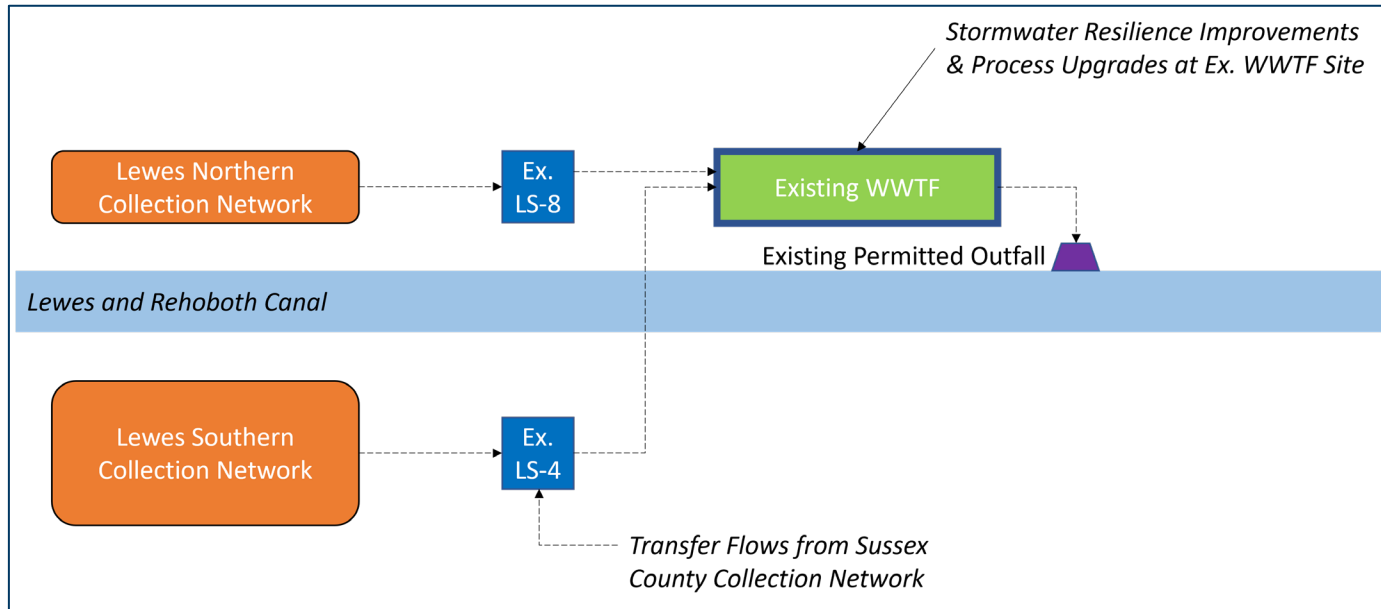 Stormwater Resilience Improvements
& Process Upgrades at Ex. WWTF Site
Lewes Northern
Collection Network
Ex.
LS-8
Existing WWTF
Existing Permitted Outfall
Lewes and Rehoboth Canal
Lewes Southern
Collection Network
Ex.
LS-4
Transfer Flows from Sussex
County Collection Network